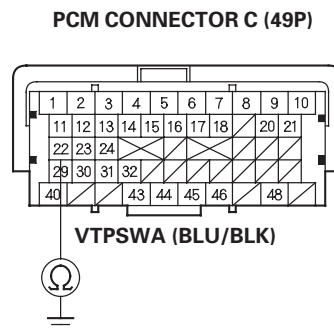 PCM CONNECTOR C (49P)
1 2 3 4 5 6 7 8 9 10
11 12 13 14 15 16 17 18 20 21
22 23 24
29 30 31 32
40 43 44 45 46 48
VTPSWA (BLU/BLK)
Ω